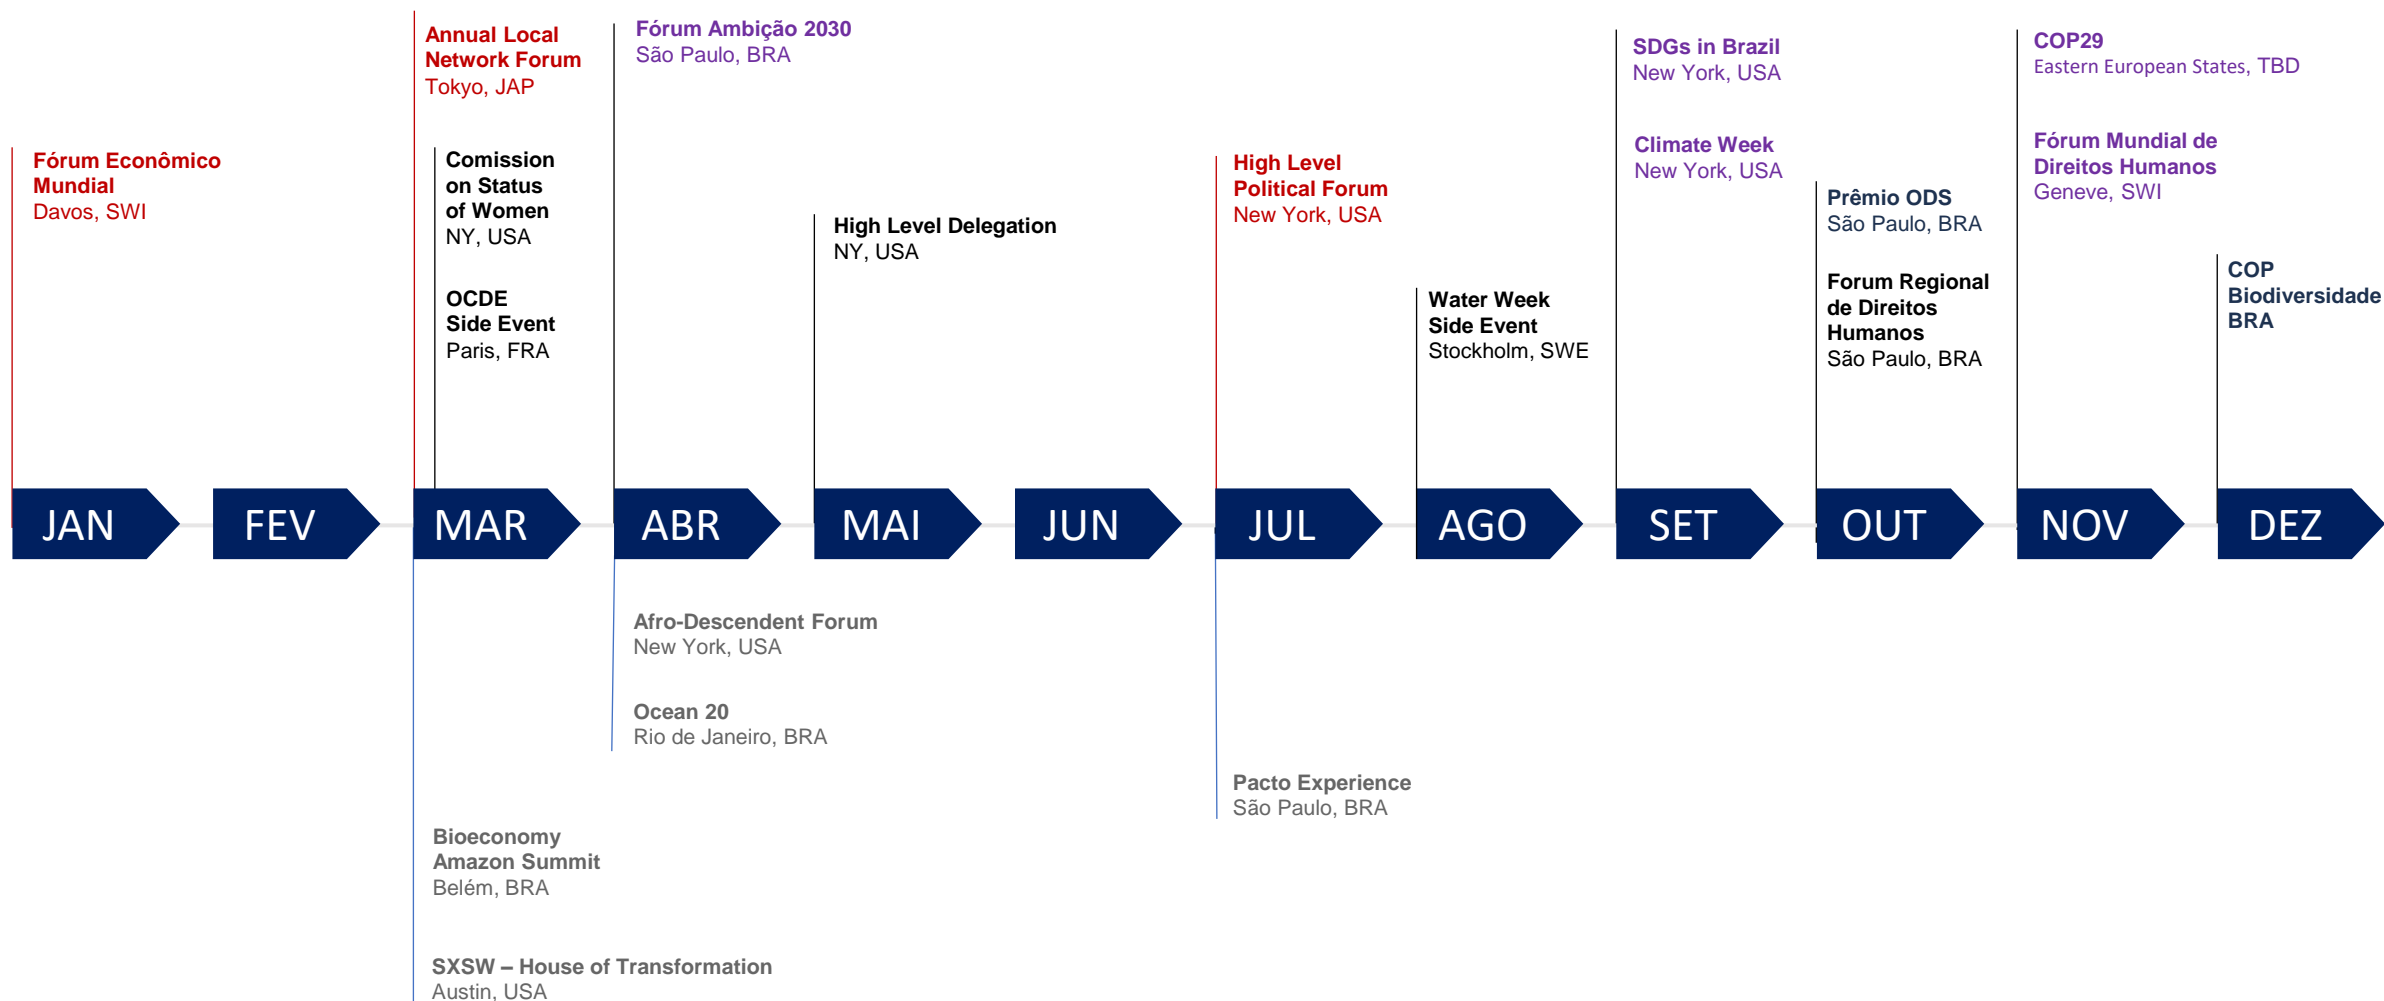 Annual Local
Network Forum
Tokyo, JAP
Fórum Ambição 2030
São Paulo, BRA
SDGs in Brazil
New York, USA
COP29
Eastern European States, TBD
Fórum Econômico
Mundial
Davos, SWI
Comission
on Status
of Women
NY, USA
OCDE
Side Event
Paris, FRA
High Level Delegation
NY, USA
High Level
Political Forum
New York, USA
Water Week
Side Event
Stockholm, SWE
Climate Week
New York, USA
Prêmio ODS
São Paulo, BRA
Forum Regional
de Direitos
Humanos
São Paulo, BRA
Fórum Mundial de
Direitos Humanos
Geneve, SWI
COP
Biodiversidade
BRA
JAN
FEV
MAR
ABR
MAI
JUN
JUL
AGO
SET
OUT
NOV
DEZ
Afro-Descendent Forum
New York, USA
Ocean 20
Rio de Janeiro, BRA
Pacto Experience
São Paulo, BRA
Bioeconomy
Amazon Summit
Belém, BRA
SXSW – House of Transformation
Austin, USA